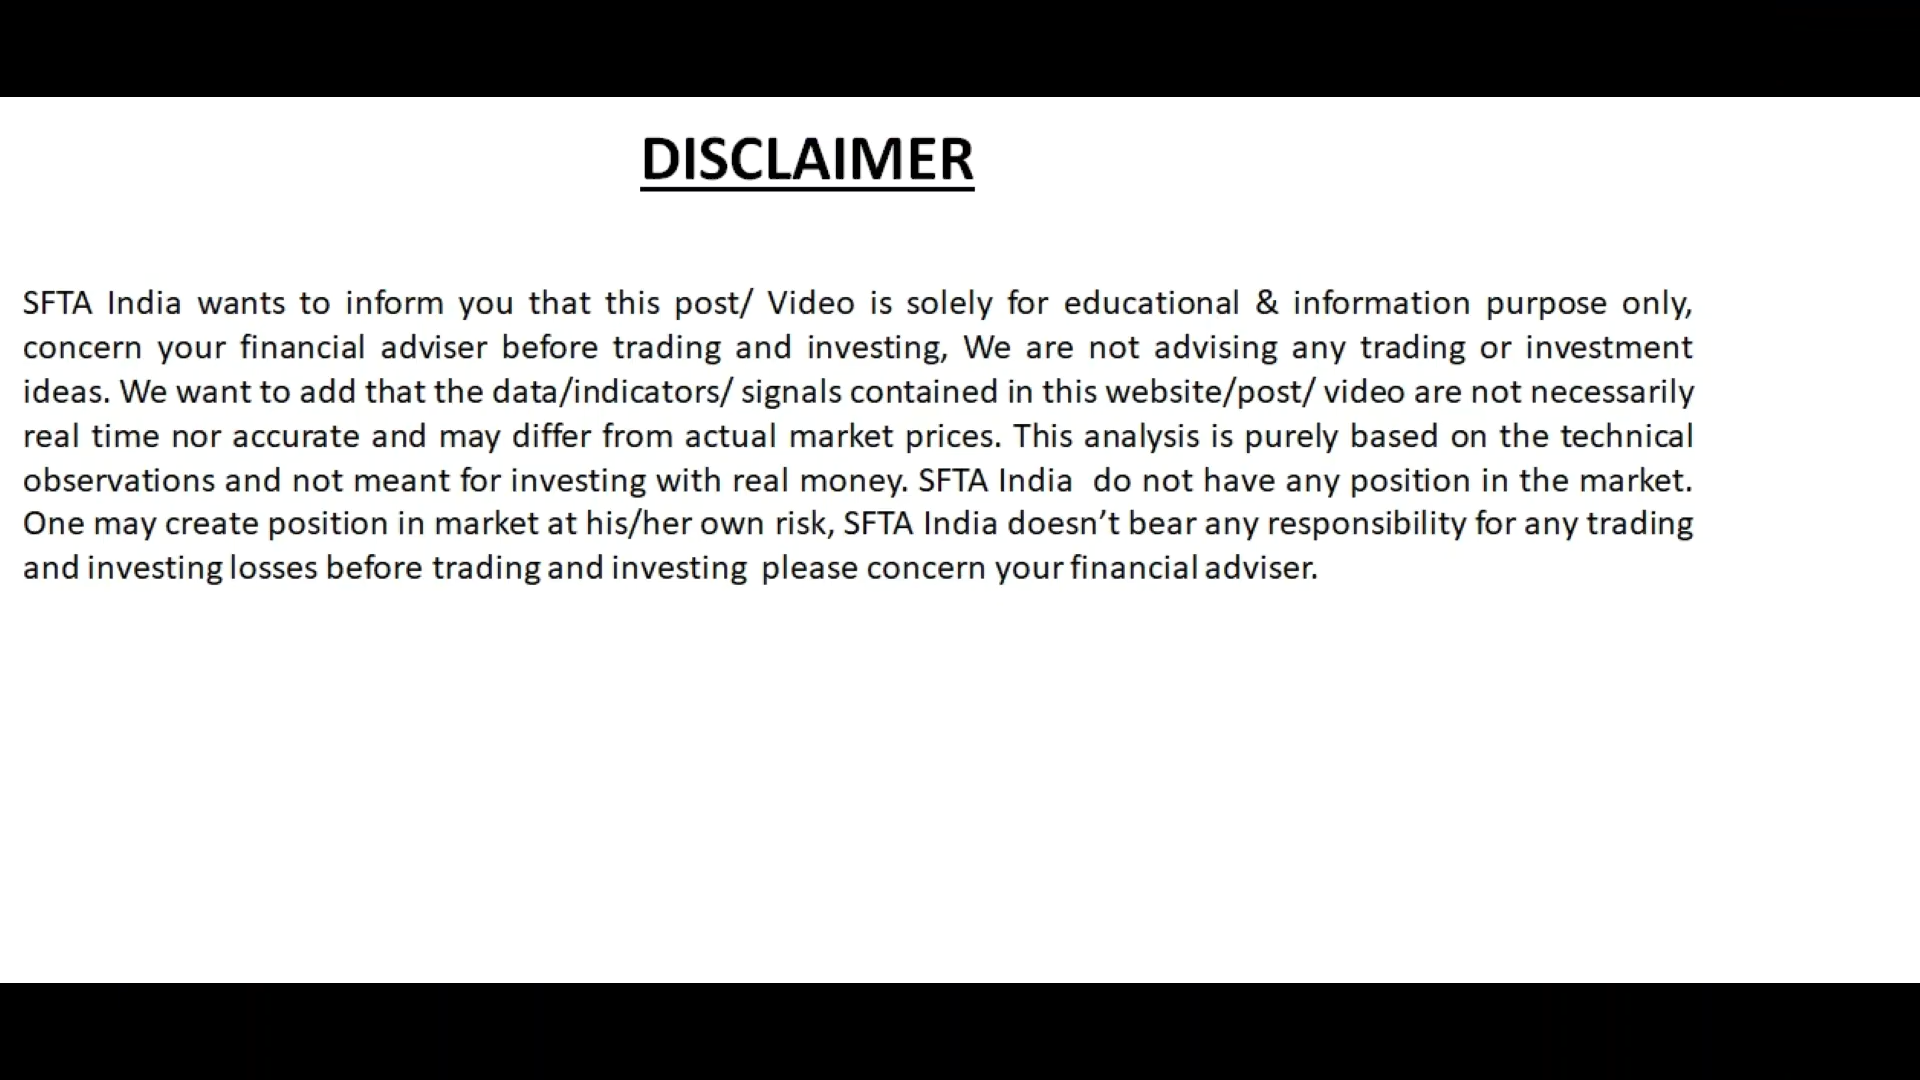 DISCLAIMER
SFTA India wants to inform you that this post/ Video is solely for educational & information purpose only,
concern your financial adviser before trading and investing, We are not advising any trading or investment
ideas. We want to add that the data/indicators/ signals contained in this website/post/ video are not necessarily
real time nor accurate and may differ from actual market prices. This analysis is purely based on the technical
observations and not meant for investing with real money. SFTA India  do not have any position in the market.
One may create position in market at his/her own risk, SFTA India doesn’t bear any responsibility for any trading
and investing losses before trading and investing  please concern your financial adviser.